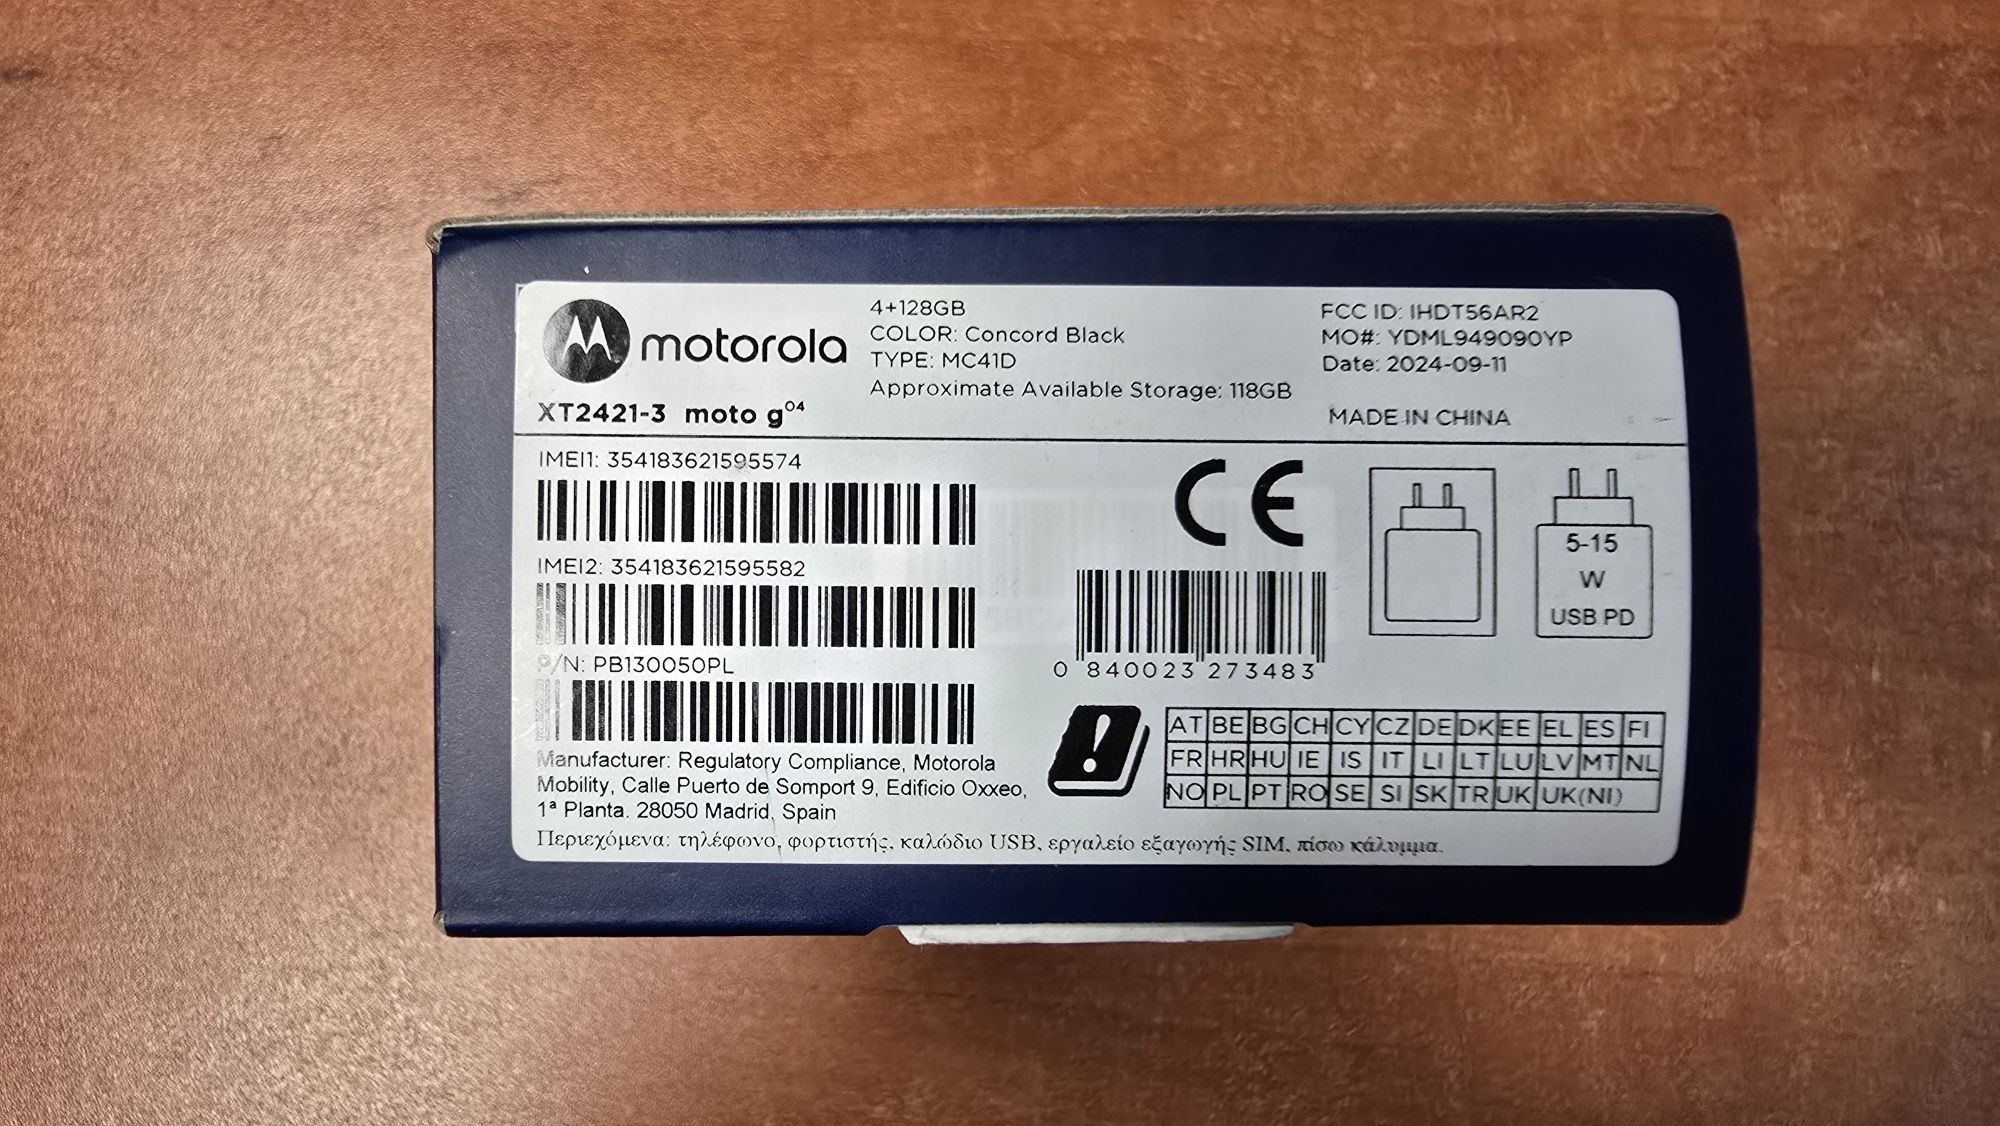 motorola
XT2421-3 moto g04
4+128GB
COLOR: Concord Black
TYPE: MC41D
Approximate Available Storage: 118GB
FCC ID: IHDT56AR2
MO#: YDML949090YP
Date: 2024-09-11
MADE IN CHINA
IMEI1: 354183621595574
IMEI2: 354183621595582
P/N: PB130050PL
Manufacturer: Regulatory Compliance, Motorola
Mobility, Calle Puerto de Somport 9, Edificio Oxxeo,
1ª Planta. 28050 Madrid, Spain
CE
0 840023 273483
5-15
W
USB PD
AT BE BG CH CY CZ DE DK EE EL ES FI
FR HR HU IE IS IT LI LT LU LV MT NL
NO PL PT RO SE SI SK TR UK UK(NI)
Περιεχόμενα: τηλέφωνο, φορτιστής, καλώδιο USB, εργαλείο εξαγωγής SIM, πίσω κάλυμμα.